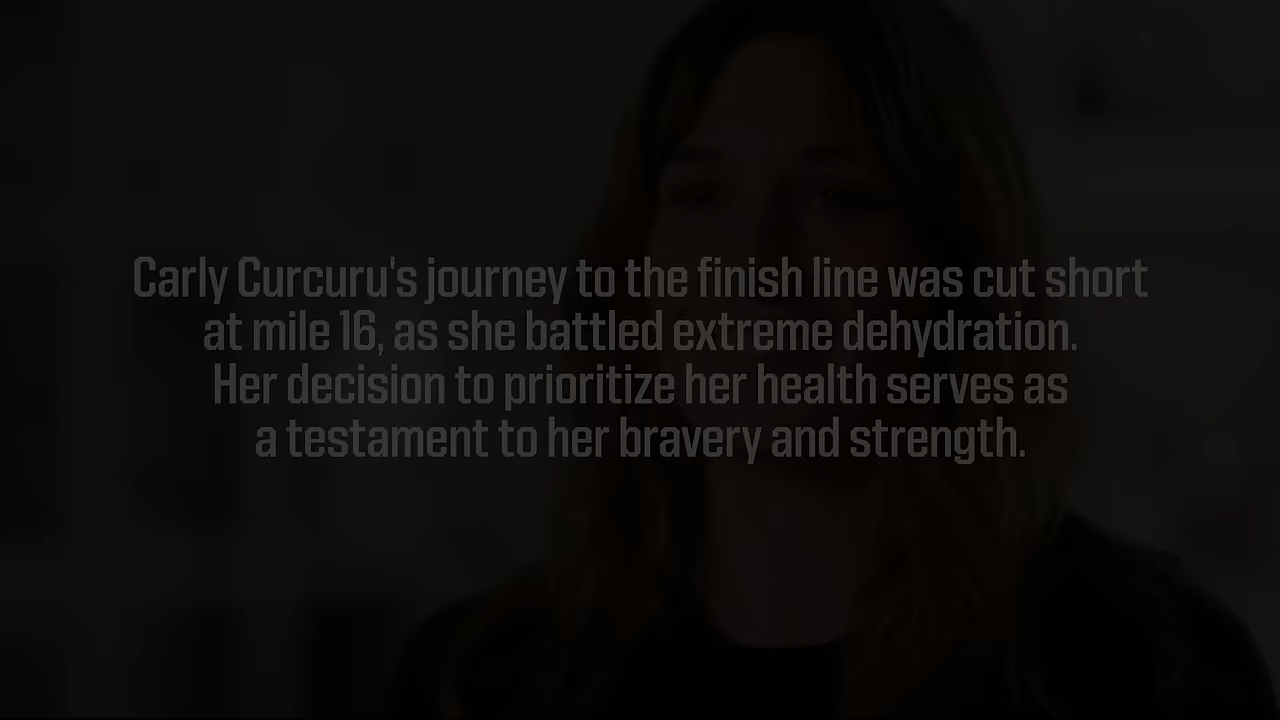 Carly Curcuru's journey to the finish line was cut short
at mile 16, as she battled extreme dehydration.
Her decision to prioritize her health serves as
a testament to her bravery and strength.